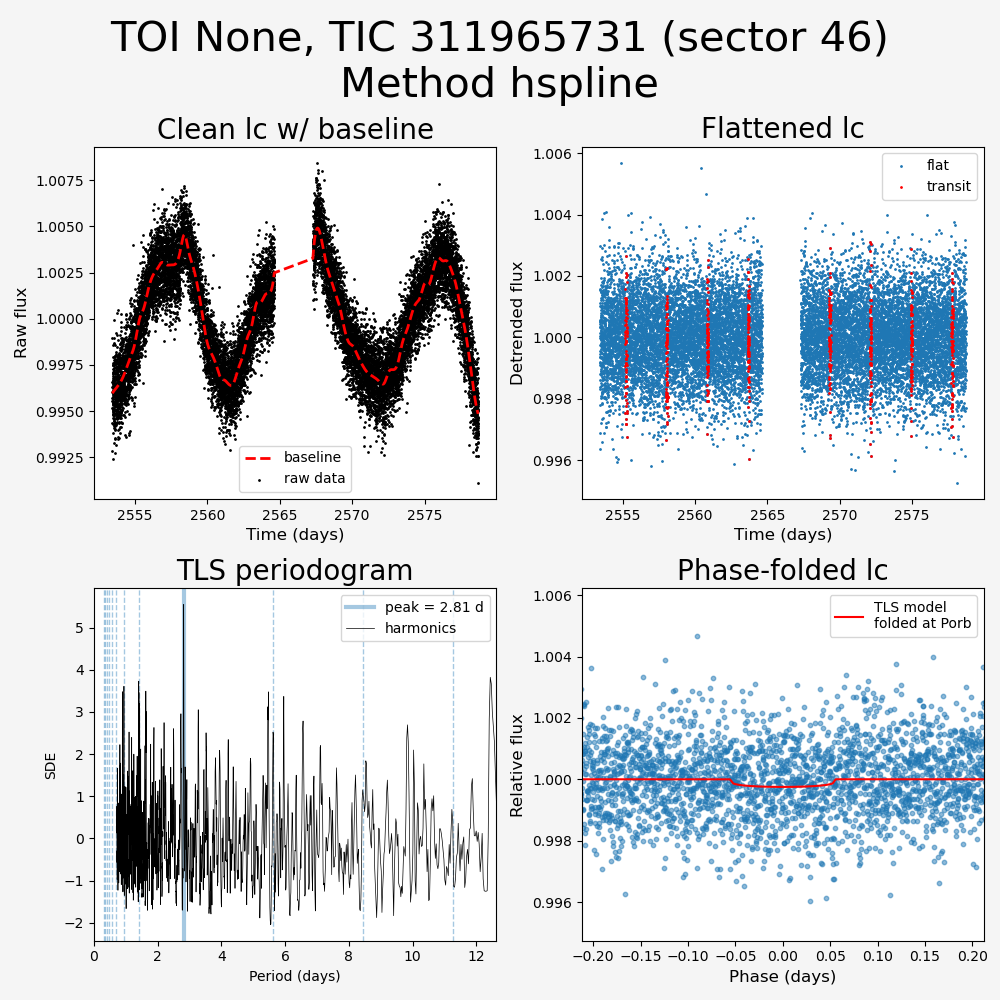 TOI None, TIC 311965731 (sector 46)
Method hspline
Clean lc w/ baseline
Raw flux
1.0075
1.0050
1.0025
1.0000
0.9975
0.9950
0.9925
baseline
raw data
2555
2560
2565
2570
2575
Time (days)
Flattened lc
Detrended flux
1.006
1.004
1.002
1.000
0.998
0.996
flat
transit
2555
2560
2565
2570
2575
Time (days)
TLS periodogram
SDE
5
4
3
2
1
0
−1
−2
peak = 2.81 d
harmonics
0
2
4
6
8
10
12
Period (days)
Phase-folded lc
Relative flux
1.006
1.004
1.002
1.000
0.998
0.996
TLS model
folded at Porb
−0.20
−0.15
−0.10
−0.05
0.00
0.05
0.10
0.15
0.20
Phase (days)